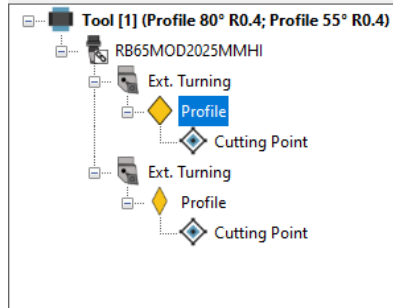 Tool [1] (Profile 80° R0.4; Profile 55° R0.4)
RB65MOD2025MMHI
Ext. Turning
Profile
Cutting Point
Ext. Turning
Profile
Cutting Point